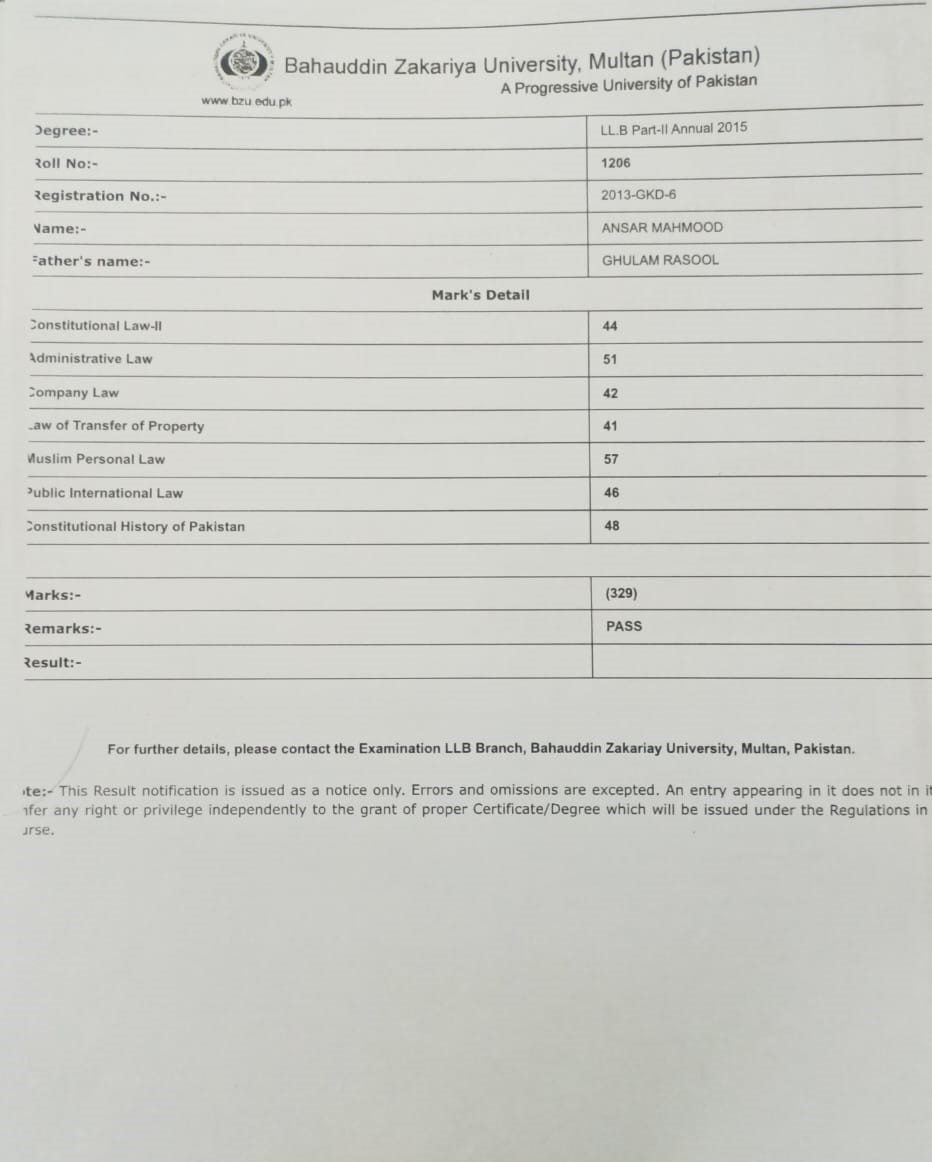 Bahauddin Zakariya University, Multan (Pakistan)
A Progressive University of Pakistan
www.bzu.edu.pk
Degree:- LL.B Part-II Annual 2015
Roll No:- 1206
Registration No.:- 2013-GKD-6
Name:- ANSAR MAHMOOD
Father's name:- GHULAM RASOOL
Mark's Detail
Constitutional Law-II 44
Administrative Law 51
Company Law 42
Law of Transfer of Property 41
Muslim Personal Law 57
Public International Law 46
Constitutional History of Pakistan 48
Marks:- (329)
Remarks:- PASS
Result:-
For further details, please contact the Examination LLB Branch, Bahauddin Zakariay University, Multan, Pakistan.
te:- This Result notification is issued as a notice only. Errors and omissions are excepted. An entry appearing in it does not in it
nfer any right or privilege independently to the grant of proper Certificate/Degree which will be issued under the Regulations in
urse.